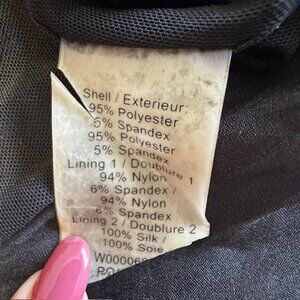 Shell / Exterieur:
95% Polyester
5% Spandex
95% Polyester
5% Spandex
Lining 1 / Doublure 1
94% Nylon
6% Spandex /
94% Nylon
6% Spandex
Lining 2 / Doublure 2
100% Silk /
100% Soie